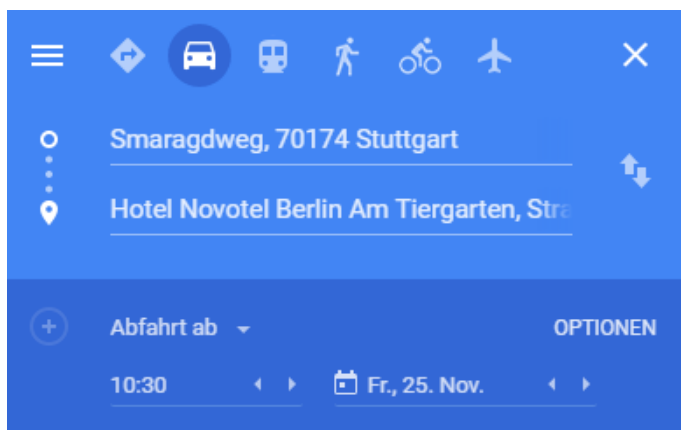 Smaragdweg, 70174 Stuttgart
Hotel Novotel Berlin Am Tiergarten, Stra
Abfahrt ab
OPTIONEN
10:30
Fr., 25. Nov.